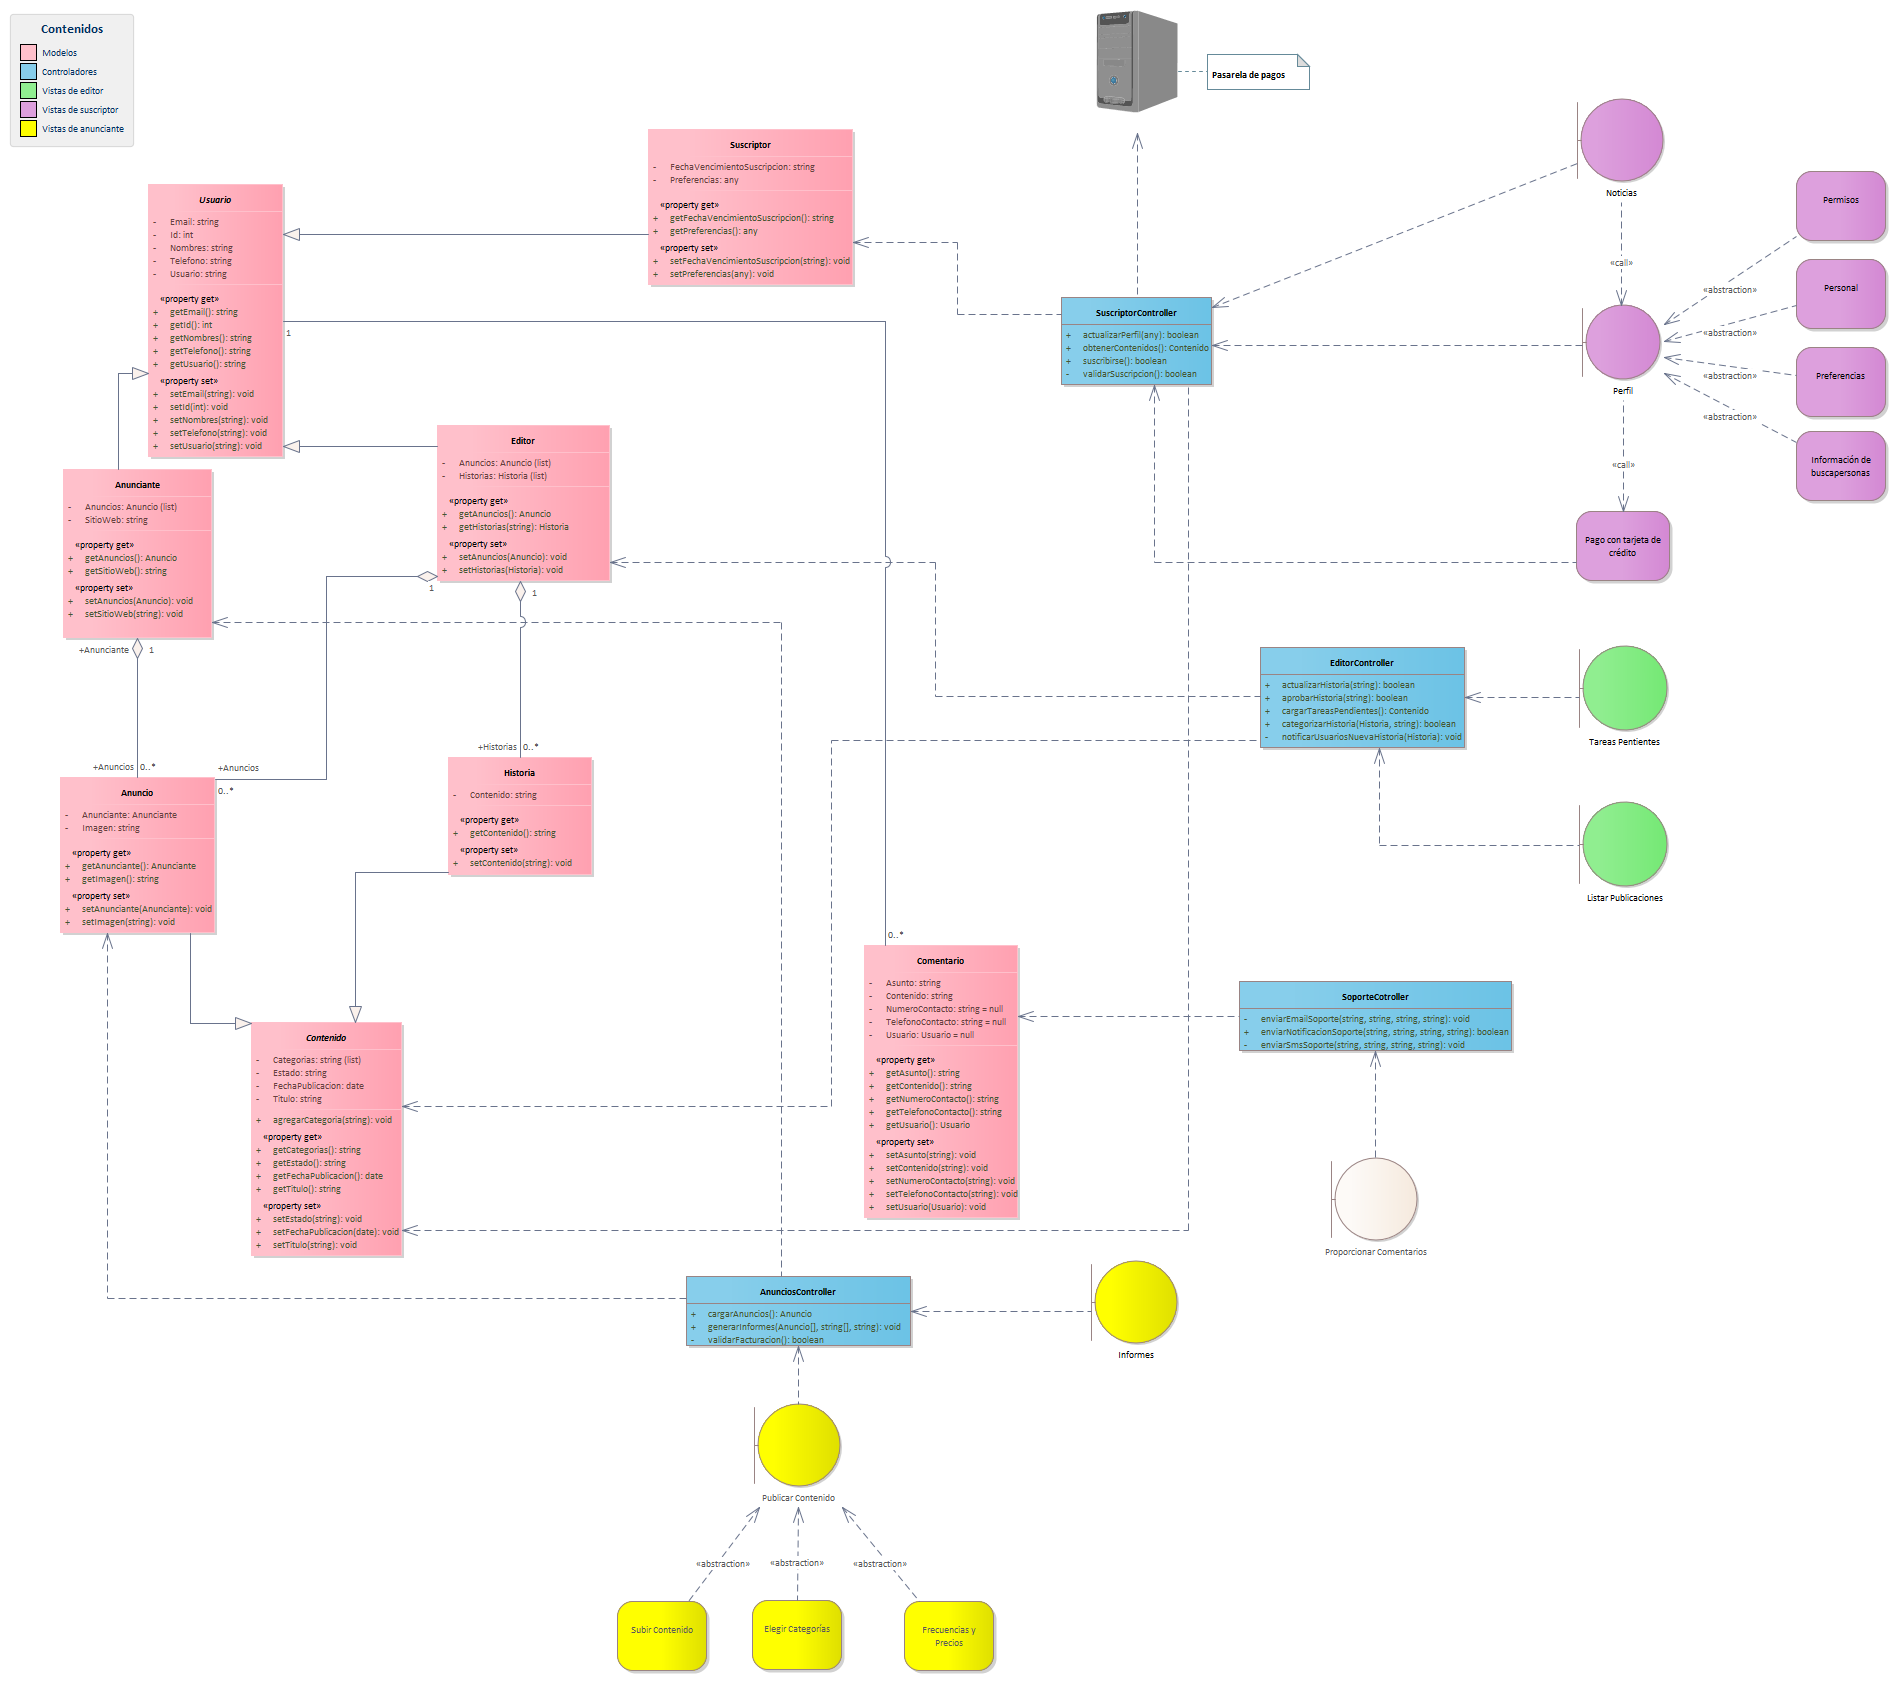 Contenidos
Modelos
Controladores
Vistas de editor
Vistas de suscriptor
Vistas de anunciante
Pasarela de pagos
Suscriptor
- FechaVencimientoSuscripcion: string
- Preferencias: any
«property get»
+ getFechaVencimientoSuscripcion(): string
+ getPreferencias(): any
«property set»
+ setFechaVencimientoSuscripcion(string): void
+ setPreferencias(any): void
Usuario
- Email: string
- Id: int
- Nombres: string
- Telefono: string
- Usuario: string
«property get»
+ getEmail(): string
+ getId(): int
+ getNombres(): string
+ getTelefono(): string
+ getUsuario(): string
«property set»
+ setEmail(string): void
+ setId(int): void
+ setNombres(string): void
+ setTelefono(string): void
+ setUsuario(string): void
1
Noticias
«call»
Perfil
«call»
Permisos
«abstraction»
Personal
«abstraction»
Preferencias
«abstraction»
Información de
buscapersonas
«abstraction»
Pago con tarjeta de
crédito
SuscriptorController
+ actualizarPerfil(any): boolean
+ obtenerContenidos(): Contenido
+ suscribirse(): boolean
- validarSuscripcion(): boolean
Editor
- Anuncios: Anuncio (list)
- Historias: Historia (list)
«property get»
+ getAnuncios(): Anuncio
+ getHistorias(string): Historia
«property set»
+ setAnuncios(Anuncio): void
+ setHistorias(Historia): void
1
1
Anunciante
- Anuncios: Anuncio (list)
- SitioWeb: string
«property get»
+ getAnuncios(): Anuncio
+ getSitioWeb(): string
«property set»
+ setAnuncios(Anuncio): void
+ setSitioWeb(string): void
+Anunciante 1
EditorController
+ actualizarHistoria(string): boolean
+ aprobarHistoria(string): boolean
+ cargarTareasPendientes(): Contenido
+ categorizarHistoria(Historia, string): boolean
- notificarUsuariosNuevaHistoria(Historia): void
Tareas Pentientes
Listar Publicaciones
+Anuncios 0..*
+Anuncios
0..*
+Historias 0..*
Anuncio
- Anunciante: Anunciante
- Imagen: string
«property get»
+ getAnunciante(): Anunciante
+ getImagen(): string
«property set»
+ setAnunciante(Anunciante): void
+ setImagen(string): void
Historia
- Contenido: string
«property get»
+ getContenido(): string
«property set»
+ setContenido(string): void
0..*
Comentario
- Asunto: string
- Contenido: string
- NumeroContacto: string = null
- TelefonoContacto: string = null
- Usuario: Usuario = null
«property get»
+ getAsunto(): string
+ getContenido(): string
+ getNumeroContacto(): string
+ getTelefonoContacto(): string
+ getUsuario(): Usuario
«property set»
+ setAsunto(string): void
+ setContenido(string): void
+ setNumeroContacto(string): void
+ setTelefonoContacto(string): void
+ setUsuario(Usuario): void
SoporteCotroller
- enviarEmailSoporte(string, string, string, string): void
+ enviarNotificacionSoporte(string, string, string, string): boolean
- enviarSmsSoporte(string, string, string, string): void
Proporcionar Comentarios
Contenido
- Categorias: string (list)
- Estado: string
- FechaPublicacion: date
- Titulo: string
+ agregarCategoria(string): void
«property get»
+ getCategorias(): string
+ getEstado(): string
+ getFechaPublicacion(): date
+ getTitulo(): string
«property set»
+ setEstado(string): void
+ setFechaPublicacion(date): void
+ setTitulo(string): void
AnunciosController
+ cargarAnuncios(): Anuncio
+ generarInformes(Anuncio[], string[], string): void
- validarFacturacion(): boolean
Informes
Publicar Contenido
«abstraction»
«abstraction»
«abstraction»
Subir Contenido
Elegir Categorías
Frecuencias y
Precios